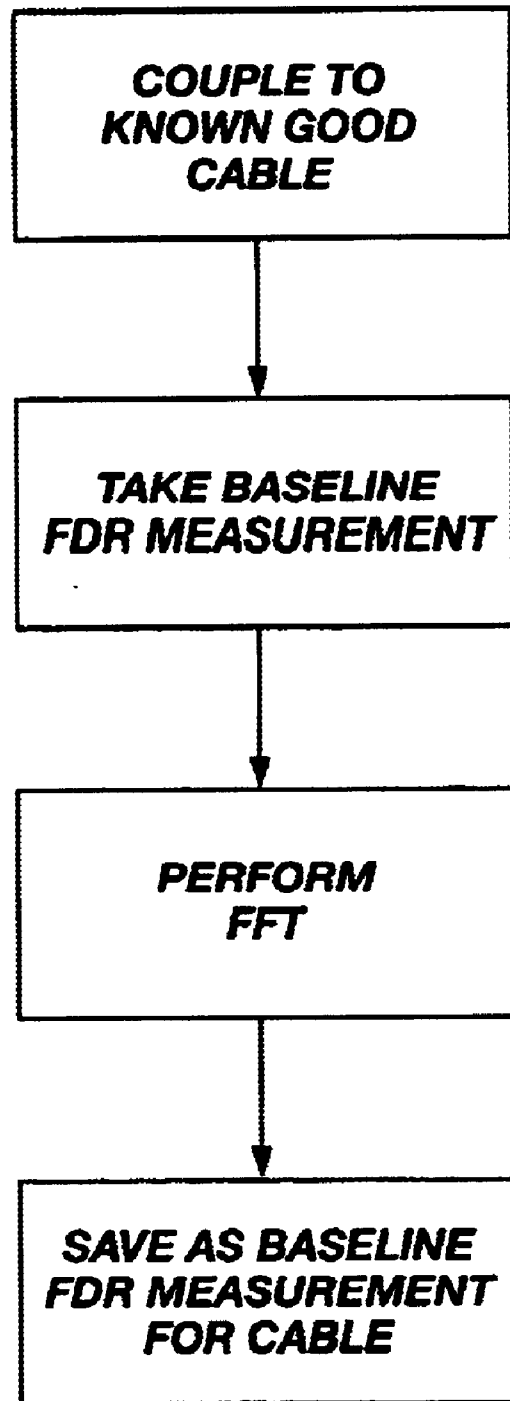 COUPLE TO
KNOWN GOOD
CABLE
TAKE BASELINE
FDR MEASUREMENT
PERFORM
FFT
SAVE AS BASELINE
FDR MEASUREMENT
FOR CABLE